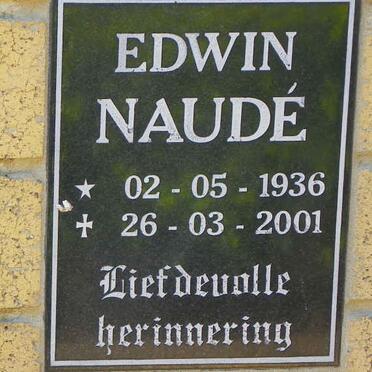 EDWIN
NAUDÉ
★ 02 - 05 - 1936
✝ 26 - 03 - 2001
Liefdevolle
herinnering